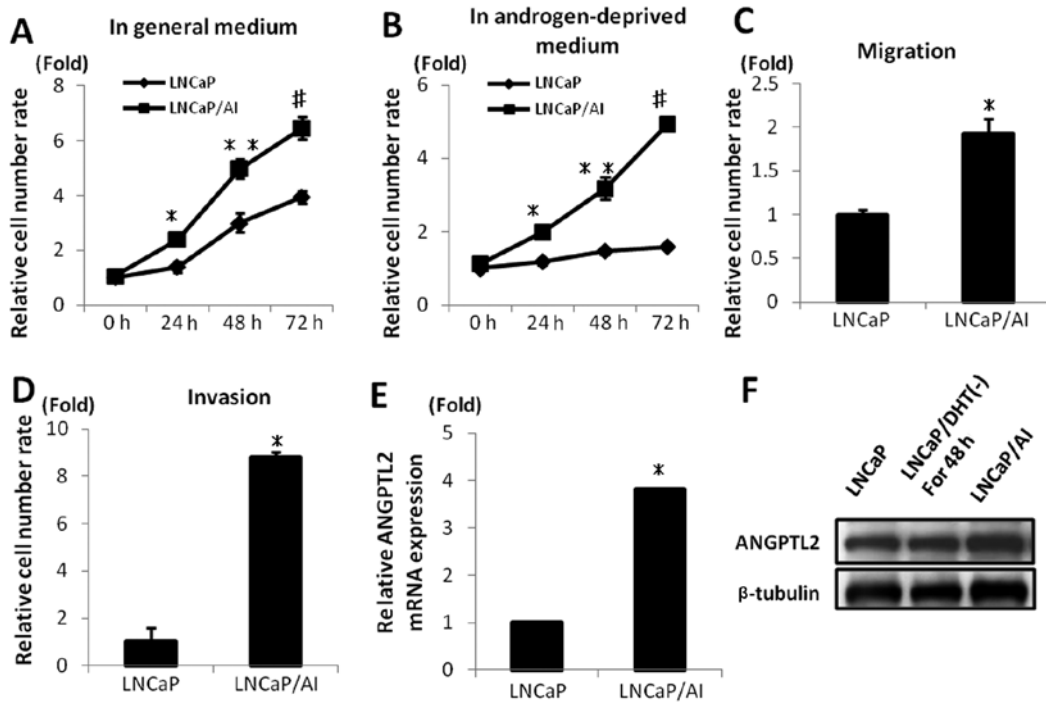 A
In general medium
(Fold)
Relative cell number rate
LNCaP
LNCaP/AI
8
6
4
2
0
*
* *
#
0 h
24 h
48 h
72 h
B
In androgen-deprived
medium
(Fold)
Relative cell number rate
LNCaP
LNCaP/AI
6
4
2
0
*
* *
#
0 h
24 h
48 h
72 h
C
Migration
(Fold)
Relative cell number rate
2.5
2
1.5
1
0.5
0
*
LNCaP
LNCaP/AI
D
Invasion
(Fold)
Relative cell number rate
10
8
6
4
2
0
*
LNCaP
LNCaP/AI
E
(Fold)
Relative ANGPTL2
mRNA expression
5
4
3
2
1
0
*
LNCaP
LNCaP/AI
F
LNCaP
LNCaP/DHT(-)
For 48 h
LNCaP/AI
ANGPTL2
β-tubulin